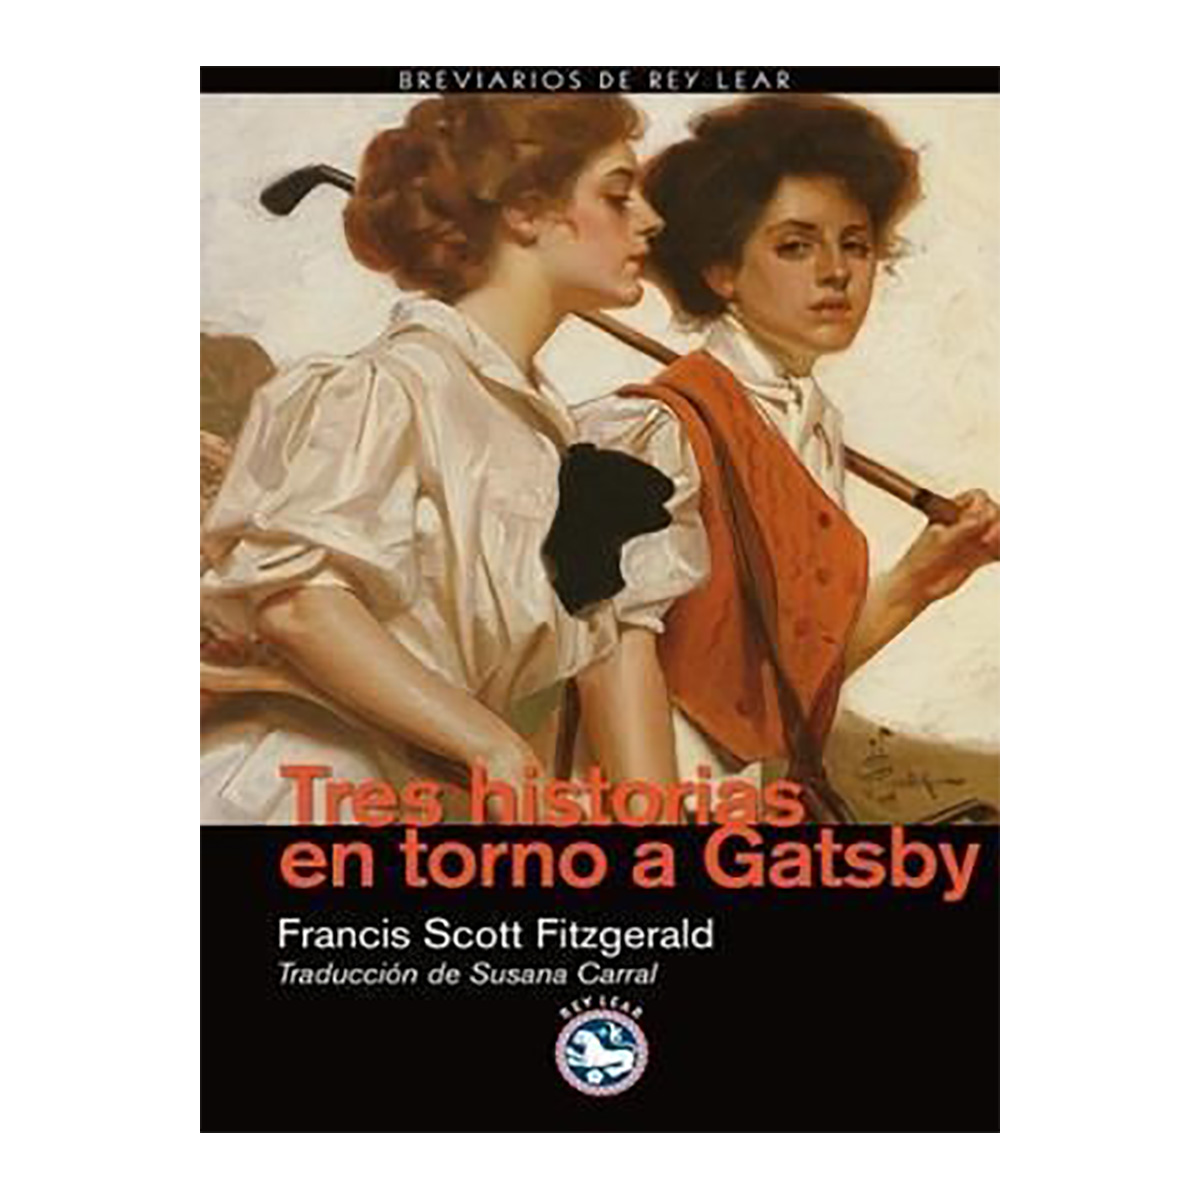 BREVIARIOS DE REY LEAR
Tres historias
en torno a Gatsby
Francis Scott Fitzgerald
Traducción de Susana Carral
REY LEAR